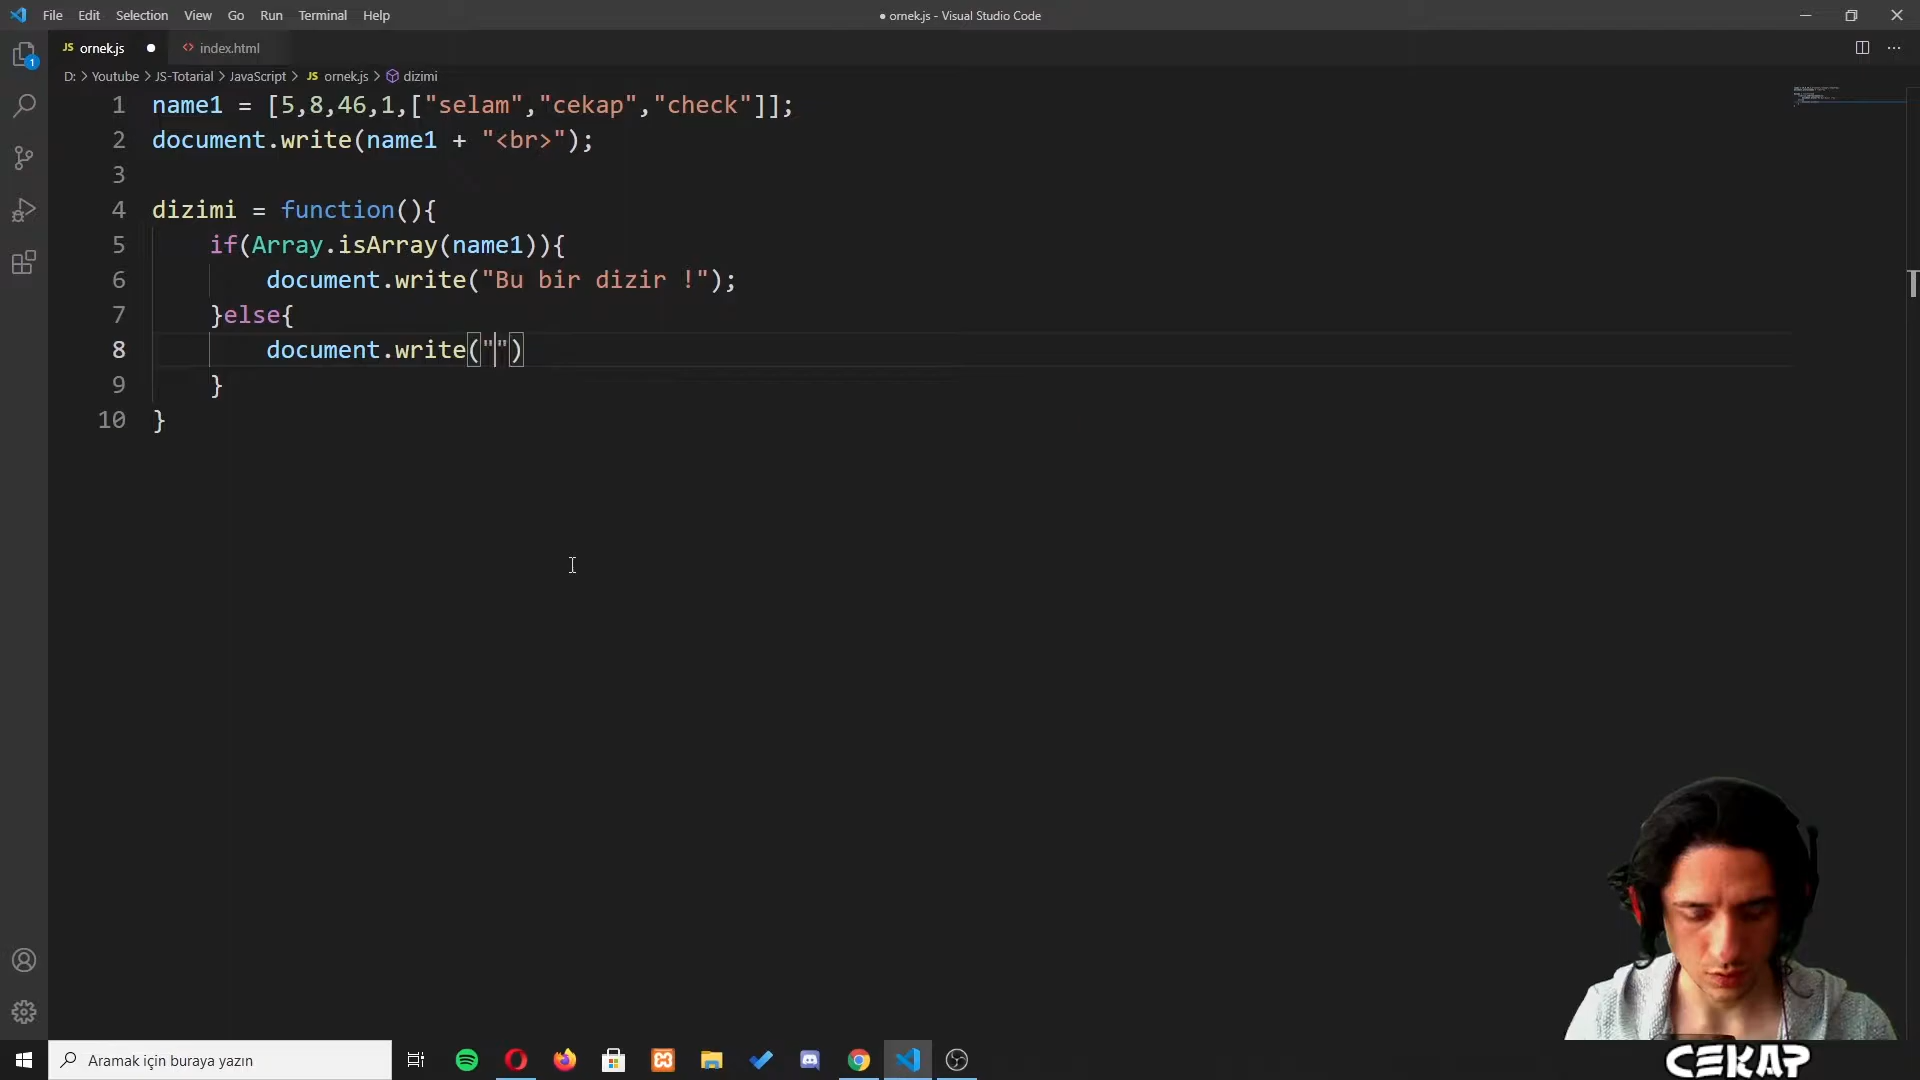 File Edit Selection View Go Run Terminal Help
● ornek.js - Visual Studio Code
JS ornek.js ● <> index.html
D: > Youtube > JS-Totarial > JavaScript > JS ornek.js > dizimi
1 name1 = [5,8,46,1,["selam","cekap","check"]];
2 document.write(name1 + "<br>");
3
4 dizimi = function(){
5 if(Array.isArray(name1)){
6 document.write("Bu bir dizir !");
7 }else{
8 document.write("")
9 }
10 }
1
Aramak için buraya yazın
CEKAP